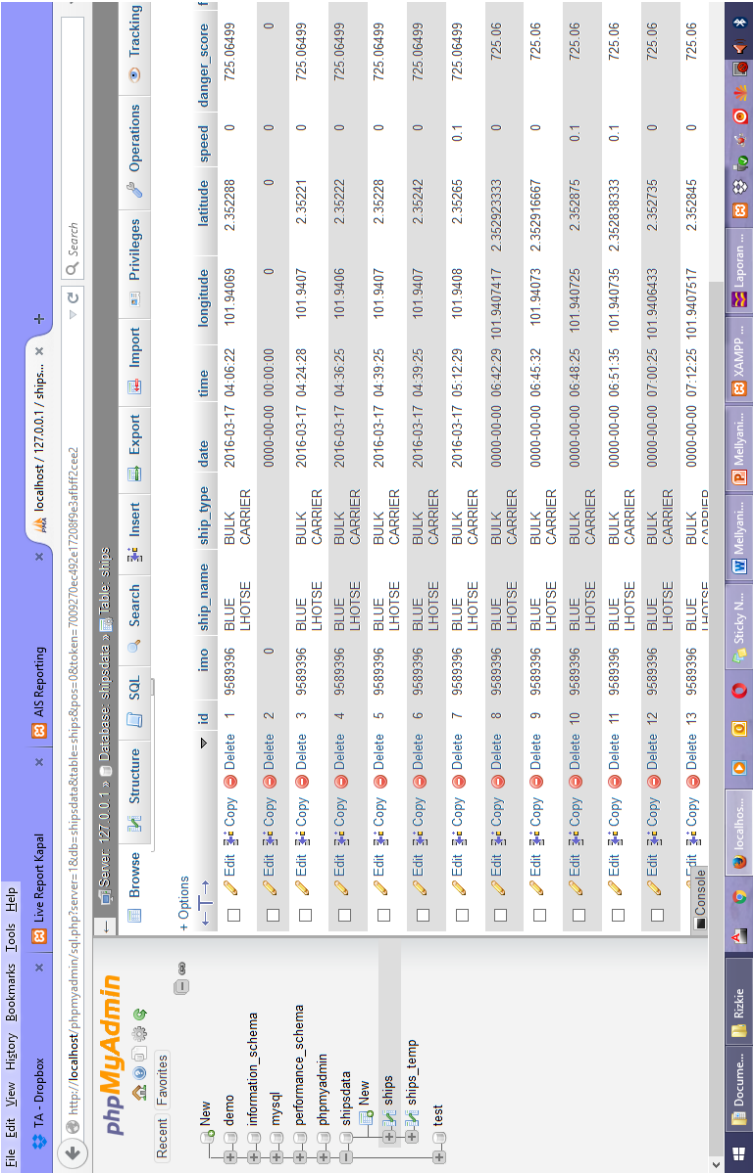 File Edit View History Bookmarks Tools Help
TA - Dropbox × Live Report Kapal × AIS Reporting × localhost / 127.0.0.1 / ships... × +
http://localhost/phpmyadmin/sql.php?server=1&db=shipsdata&table=ships&pos=0&token=7009270ec492e17208f9e3afbff2cee2 Search
phpMyAdmin
Recent Favorites
New
demo
information_schema
mysql
performance_schema
phpmyadmin
shipsdata
New
ships
ships_temp
test
Server: 127.0.0.1 » Database: shipsdata » Table: ships
Browse Structure SQL Search Insert Export Import Privileges Operations Tracking
+ Options
id imo ship_name ship_type date time longitude latitude speed danger_score
Edit Copy Delete 1 9589396 BLUE LHOTSE BULK CARRIER 2016-03-17 04:06:22 101.94069 2.352288 0 725.06499
Edit Copy Delete 2 0 0000-00-00 00:00:00 0 0 0 0
Edit Copy Delete 3 9589396 BLUE LHOTSE BULK CARRIER 2016-03-17 04:24:28 101.9407 2.35221 0 725.06499
Edit Copy Delete 4 9589396 BLUE LHOTSE BULK CARRIER 2016-03-17 04:36:25 101.9406 2.35222 0 725.06499
Edit Copy Delete 5 9589396 BLUE LHOTSE BULK CARRIER 2016-03-17 04:39:25 101.9407 2.35228 0 725.06499
Edit Copy Delete 6 9589396 BLUE LHOTSE BULK CARRIER 2016-03-17 04:39:25 101.9407 2.35242 0 725.06499
Edit Copy Delete 7 9589396 BLUE LHOTSE BULK CARRIER 2016-03-17 05:12:29 101.9408 2.35265 0.1 725.06499
Edit Copy Delete 8 9589396 BLUE LHOTSE BULK CARRIER 0000-00-00 06:42:29 101.9407417 2.352923333 0 725.06
Edit Copy Delete 9 9589396 BLUE LHOTSE BULK CARRIER 0000-00-00 06:45:32 101.94073 2.352916667 0 725.06
Edit Copy Delete 10 9589396 BLUE LHOTSE BULK CARRIER 0000-00-00 06:48:25 101.940725 2.352875 0.1 725.06
Edit Copy Delete 11 9589396 BLUE LHOTSE BULK CARRIER 0000-00-00 06:51:35 101.940735 2.352838333 0.1 725.06
Edit Copy Delete 12 9589396 BLUE LHOTSE BULK CARRIER 0000-00-00 07:00:25 101.9406433 2.352735 0 725.06
Edit Copy Delete 13 9589396 BLUE LHOTSE BULK CARRIER 0000-00-00 07:12:25 101.9407517 2.352845 0 725.06
Console
Docume... Rizkie localhos... Sticky N... Mellyani... Mellyani... XAMPP ... Laporan ...